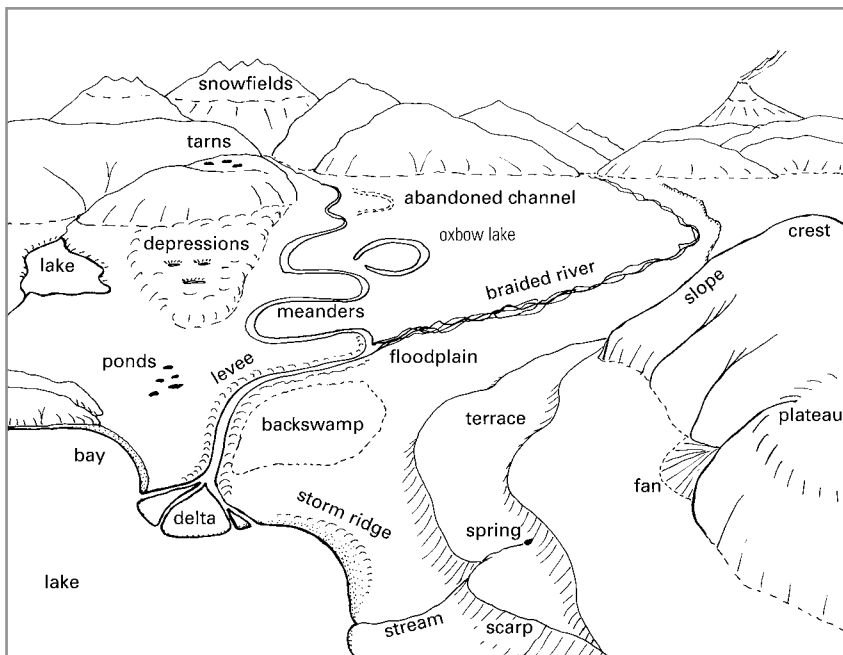 snowfields
tarns
abandoned channel
crest
oxbow lake
depressions
lake
braided river
slope
meanders
floodplain
ponds
levee
terrace
plateau
backswamp
bay
fan
storm ridge
delta
spring
lake
stream
scarp